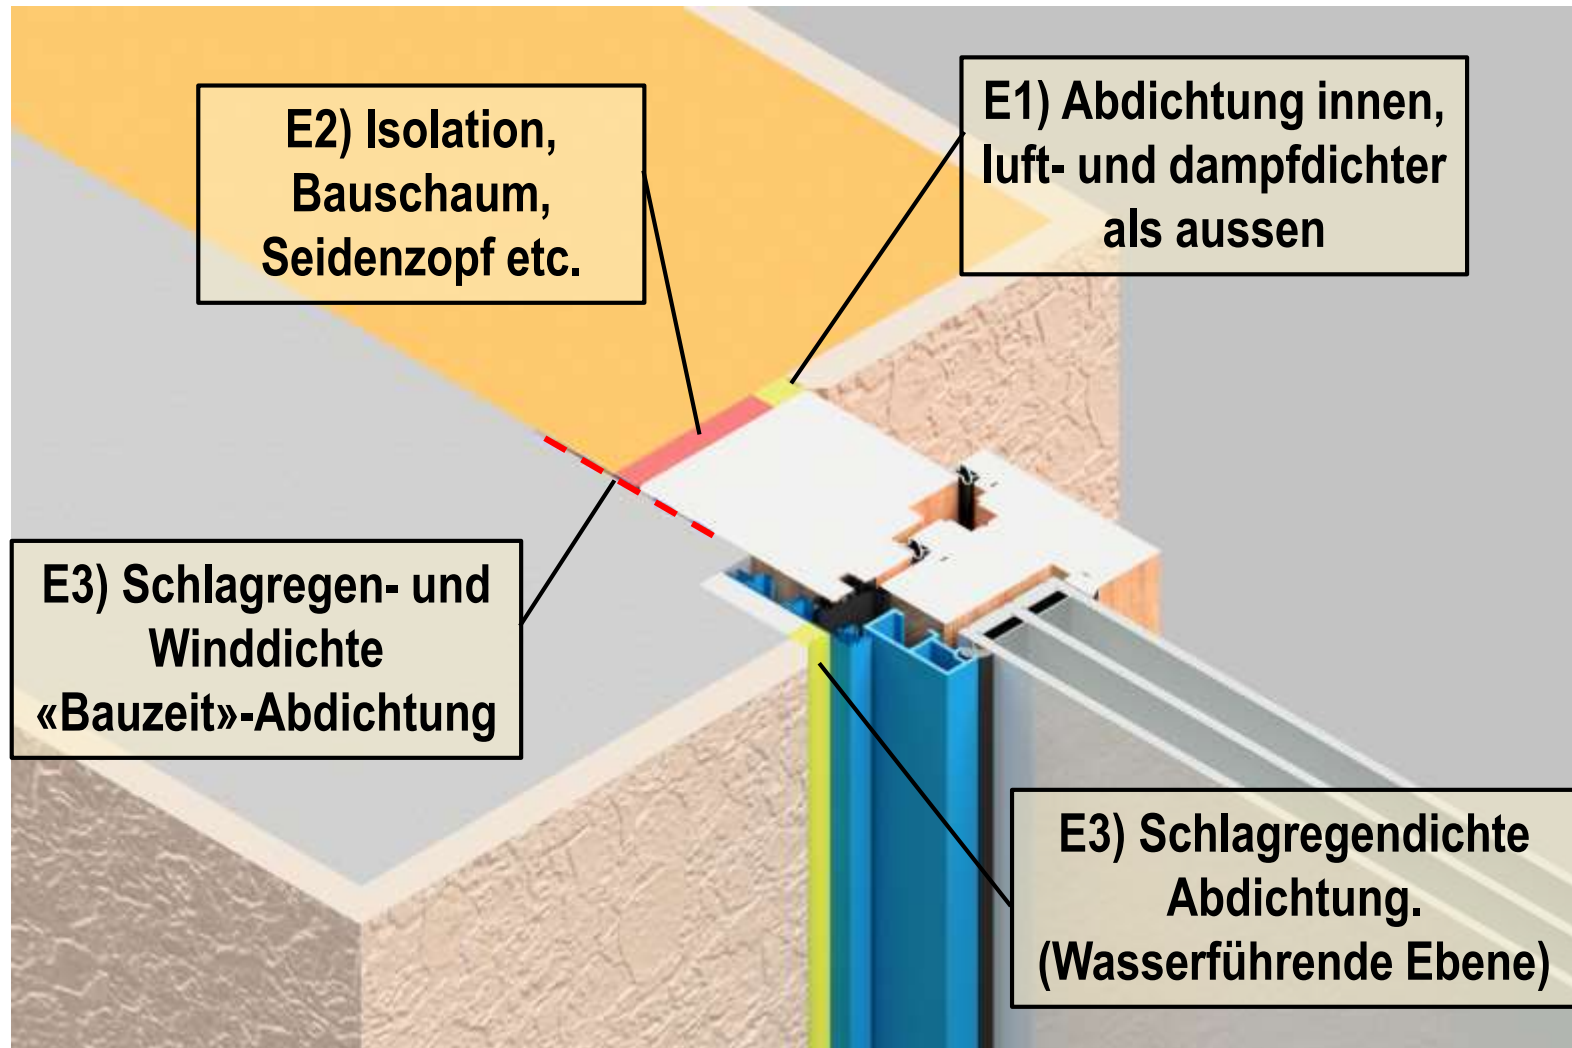 E2) Isolation,
Bauschaum,
Seidenzopf etc.
E1) Abdichtung innen,
luft- und dampfdichter
als aussen
E3) Schlagregen- und
Winddichte
«Bauzeit»-Abdichtung
E3) Schlagregendichte
Abdichtung.
(Wasserführende Ebene)